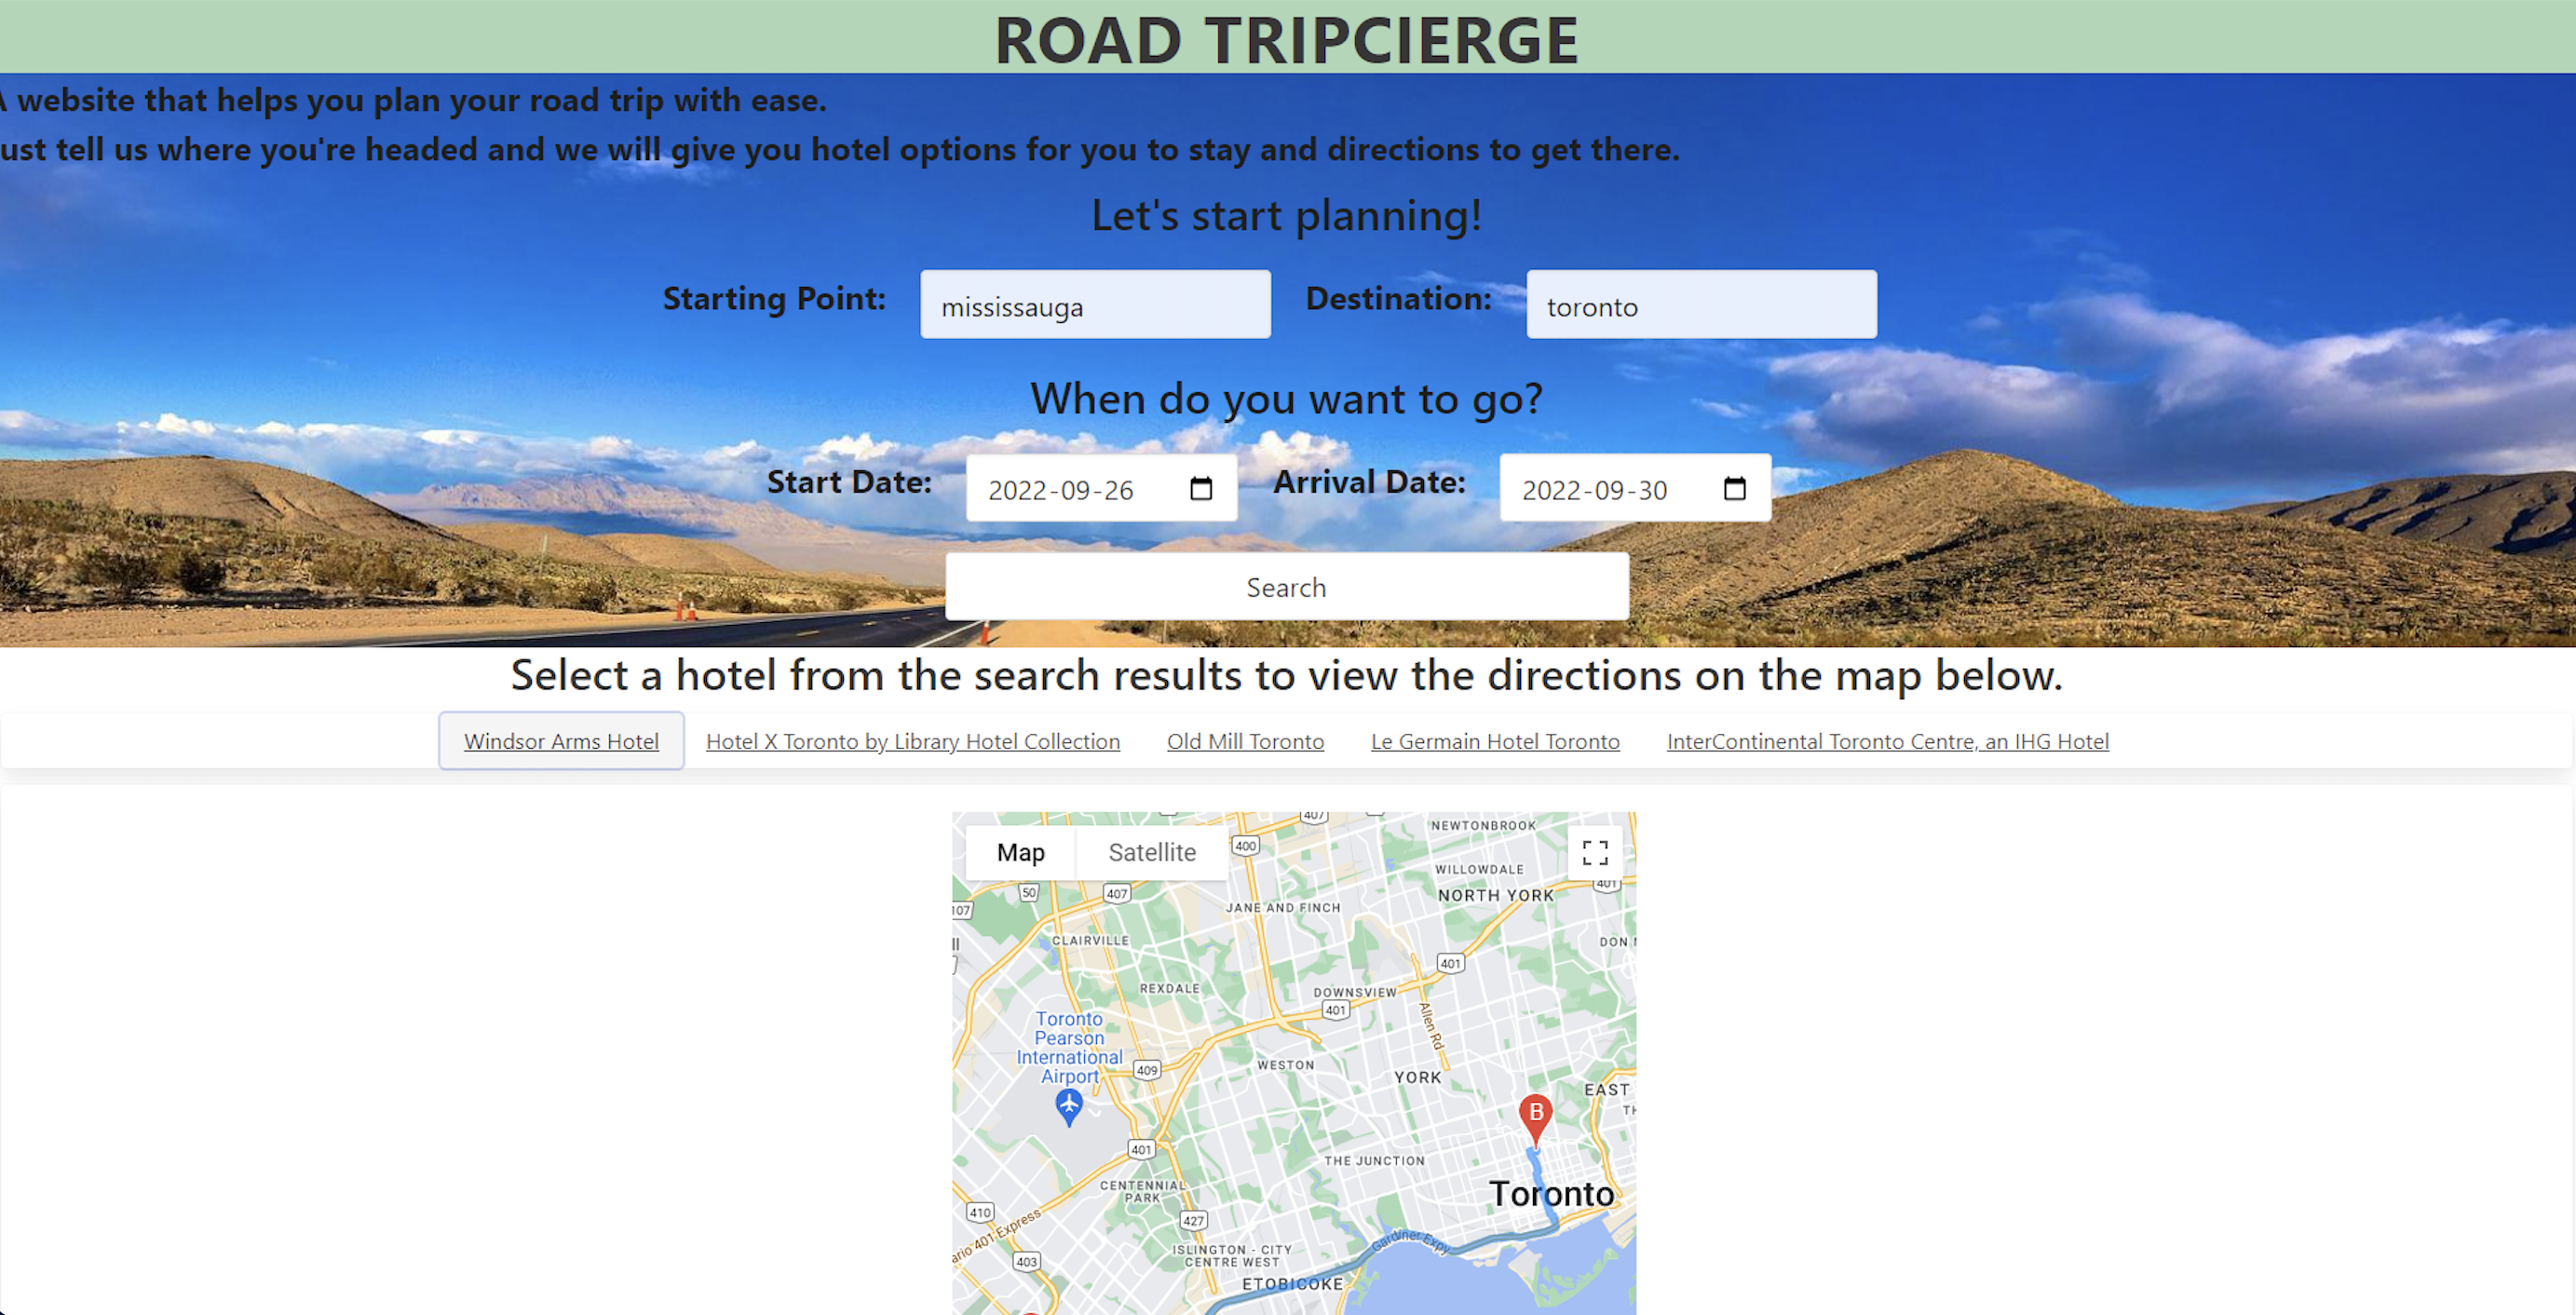 ROAD TRIPCIERGE
A website that helps you plan your road trip with ease.
ust tell us where you're headed and we will give you hotel options for you to stay and directions to get there.
Let's start planning!
Starting Point: mississauga Destination: toronto
When do you want to go?
Start Date: 2022-09-26 Arrival Date: 2022-09-30
Search
Select a hotel from the search results to view the directions on the map below.
Windsor Arms Hotel Hotel X Toronto by Library Hotel Collection Old Mill Toronto Le Germain Hotel Toronto InterContinental Toronto Centre, an IHG Hotel
407
NEWTONBROOK
Map Satellite 400
WILLOWDALE
401
50 407 NORTH YORK
107 JANE AND FINCH
CLAIRVILLE DON
401
REXDALE DOWNSVIEW
401
Allen Rd
Toronto
Pearson
International
Airport
WESTON
409 YORK
EAST
B
401
THE JUNCTION
CENTENNIAL
PARK
Toronto
410
427
ario 401 Express
Gardiner Expy
ISLINGTON - CITY
CENTRE WEST
403
ETOBICOKE